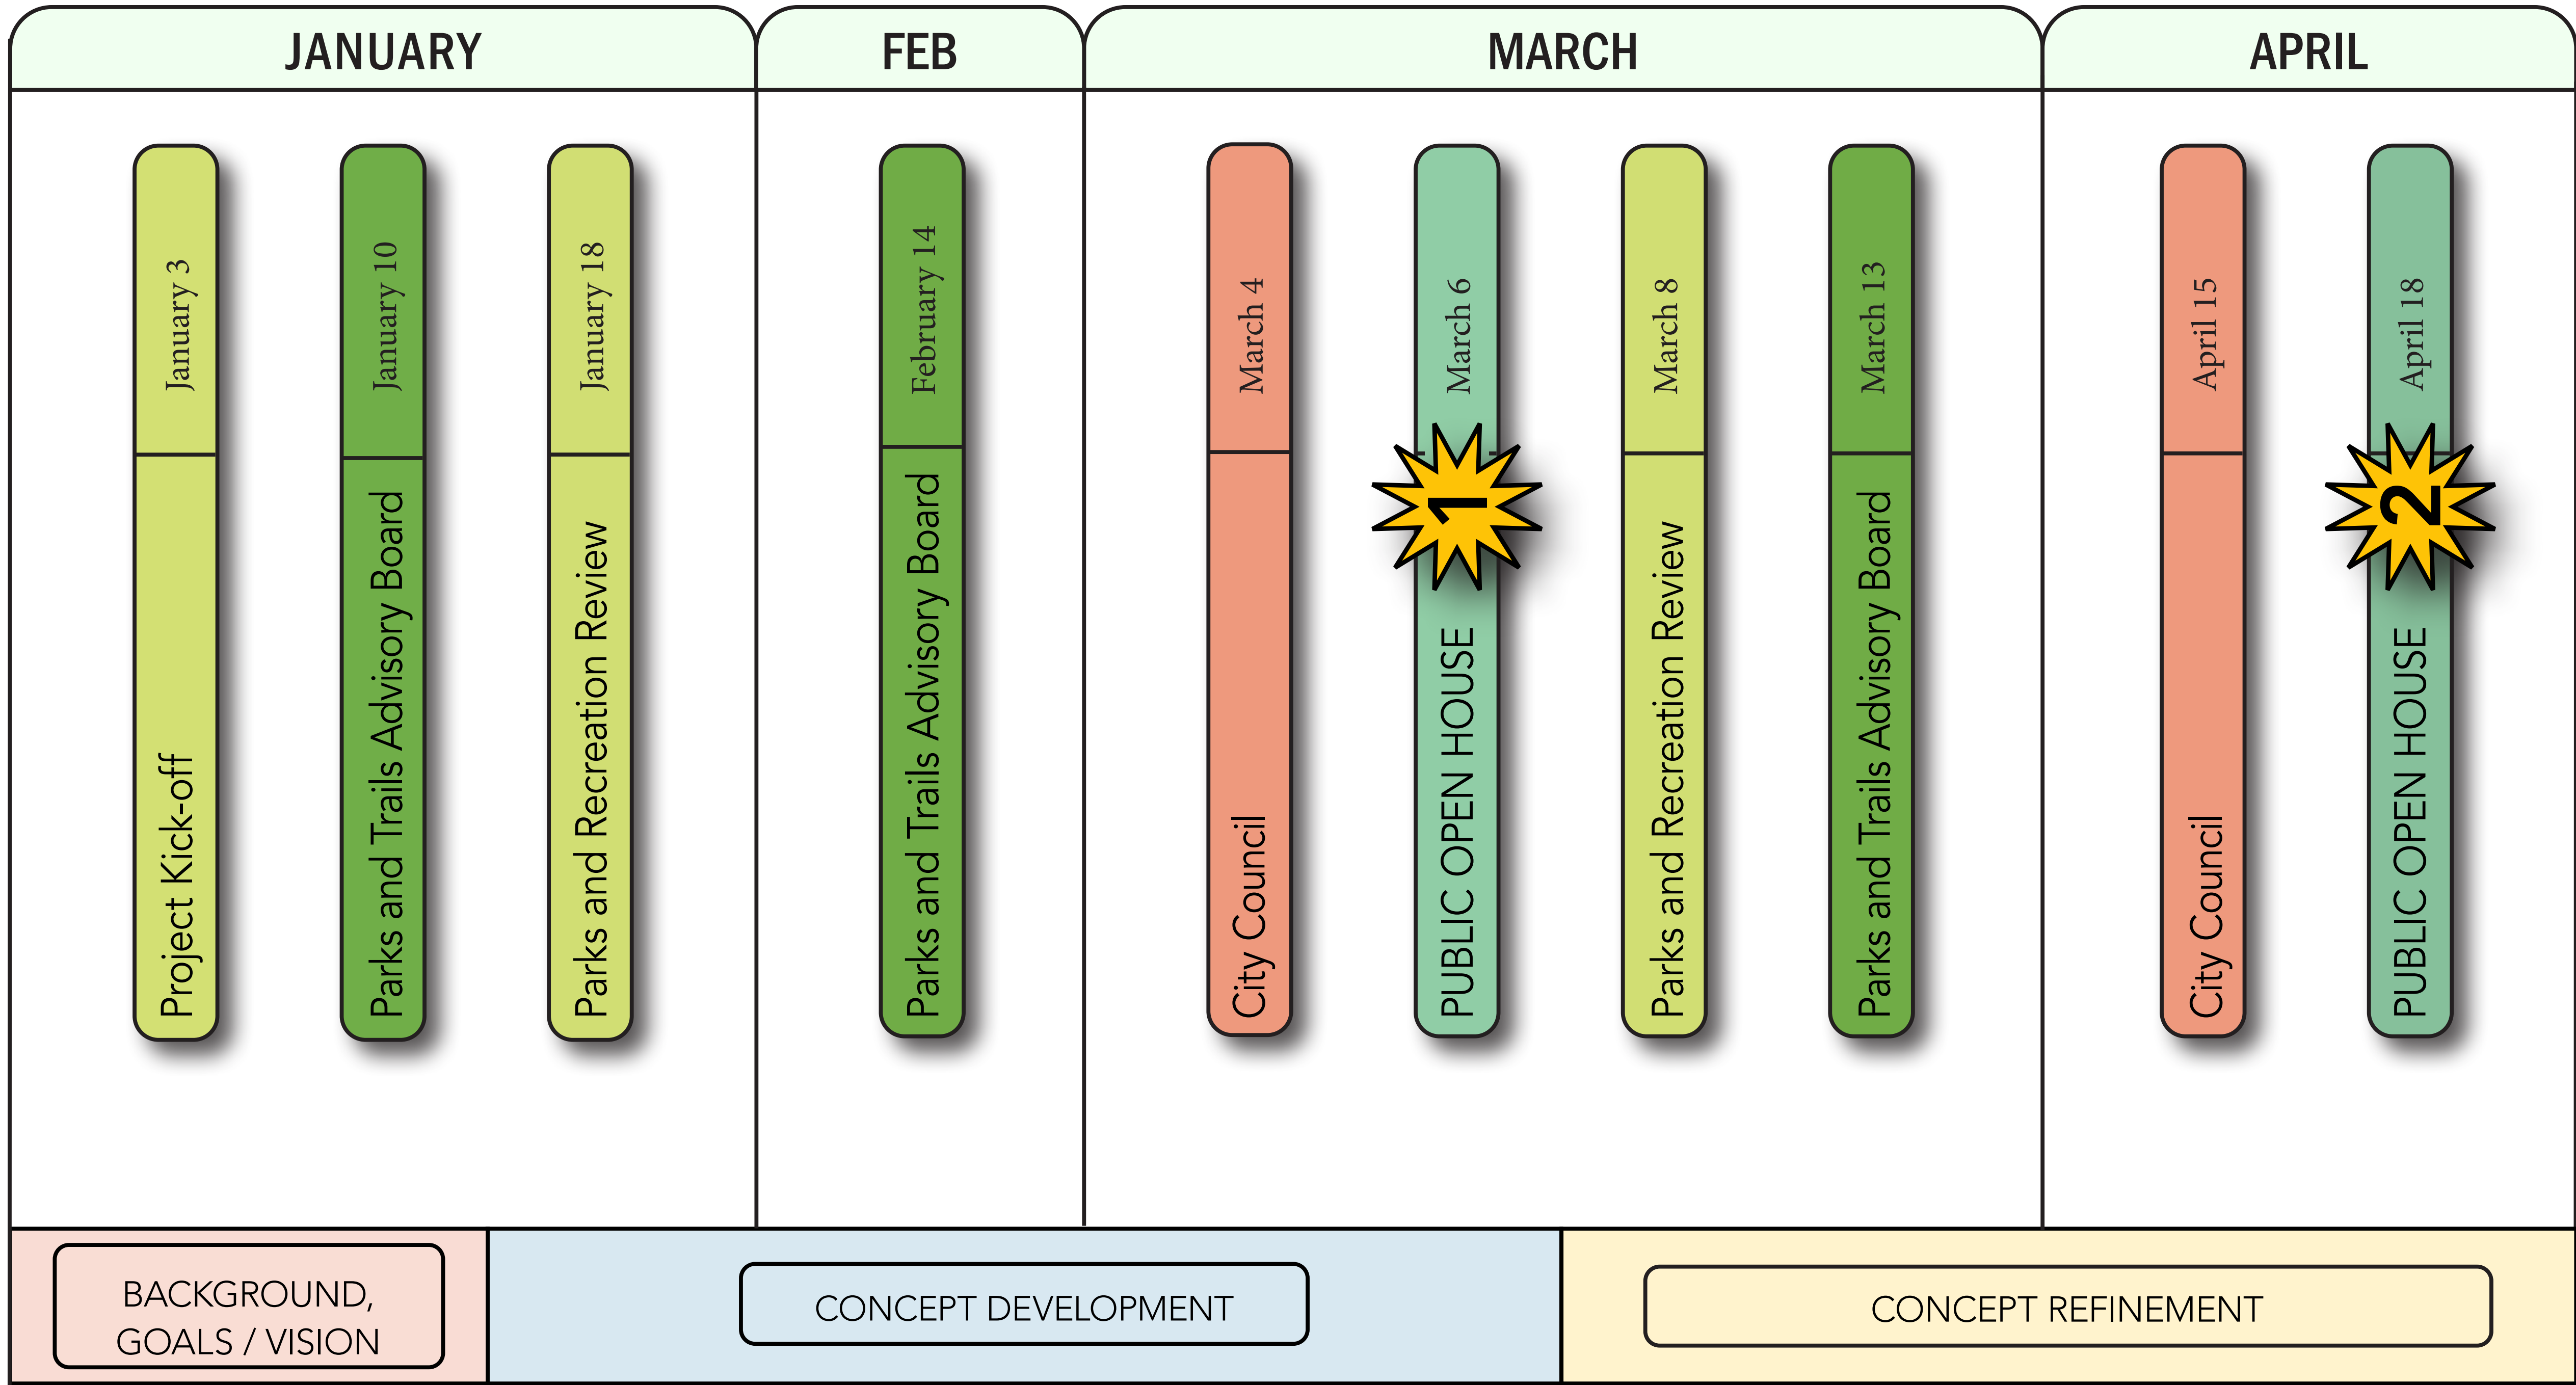 JANUARY
FEB
MARCH
APRIL
January 3
Project Kick-off
January 10
Parks and Trails Advisory Board
January 18
Parks and Recreation Review
February 14
Parks and Trails Advisory Board
March 4
City Council
March 6
1
PUBLIC OPEN HOUSE
March 8
Parks and Recreation Review
March 13
Parks and Trails Advisory Board
April 15
City Council
April 18
2
PUBLIC OPEN HOUSE
BACKGROUND,
GOALS / VISION
CONCEPT DEVELOPMENT
CONCEPT REFINEMENT